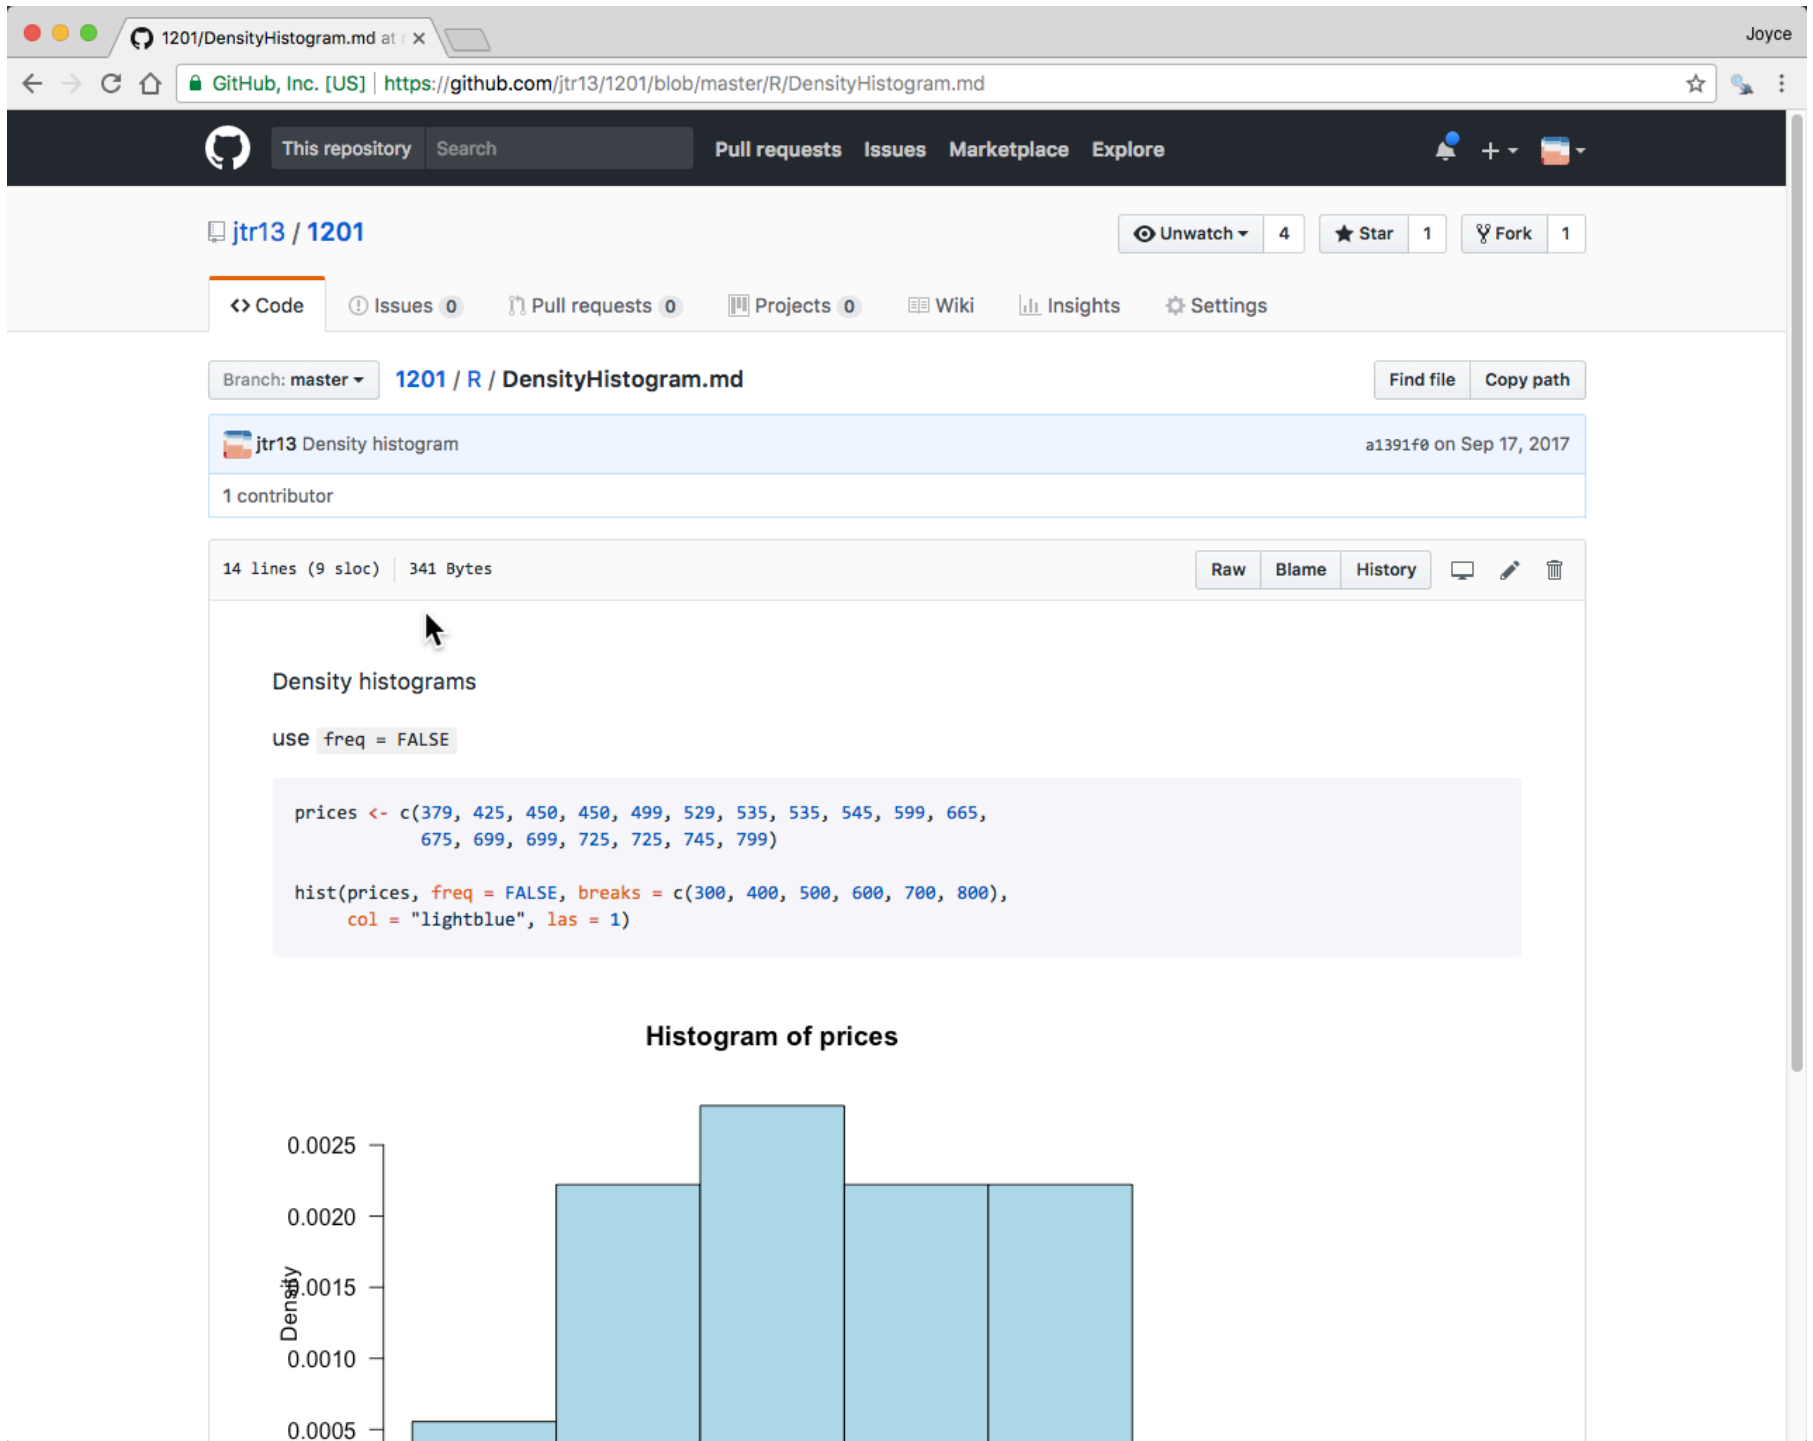 1201/DensityHistogram.md at
Joyce
GitHub, Inc. [US] | https://github.com/jtr13/1201/blob/master/R/DensityHistogram.md
This repository Search Pull requests Issues Marketplace Explore
jtr13 / 1201
Unwatch 4 Star 1 Fork 1
Code Issues 0 Pull requests 0 Projects 0 Wiki Insights Settings
Branch: master 1201 / R / DensityHistogram.md Find file Copy path
jtr13 Density histogram a1391f0 on Sep 17, 2017
1 contributor
14 lines (9 sloc) 341 Bytes Raw Blame History
Density histograms
use freq = FALSE
prices <- c(379, 425, 450, 450, 499, 529, 535, 535, 545, 599, 665,
675, 699, 699, 725, 725, 745, 799)
hist(prices, freq = FALSE, breaks = c(300, 400, 500, 600, 700, 800),
col = "lightblue", las = 1)
Histogram of prices
0.0025
0.0020
0.0015
Density
0.0010
0.0005